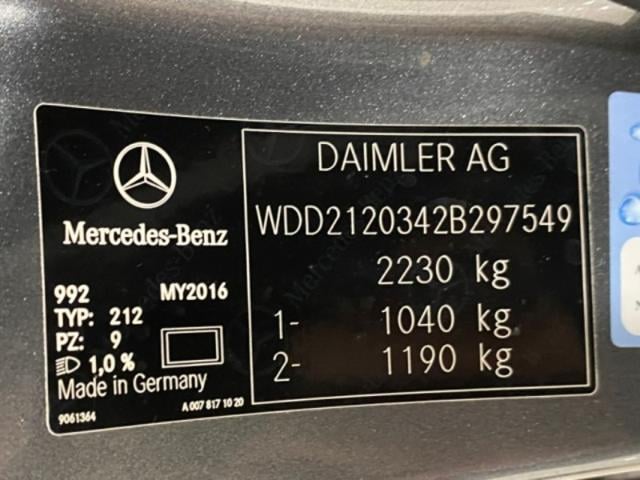 Mercedes-Benz
992 MY2016
TYP: 212
PZ: 9
1,0 %
Made in Germany
9061364 A 007 817 10 20
DAIMLER AG
WDD2120342B297549
2230 kg
1- 1040 kg
2- 1190 kg